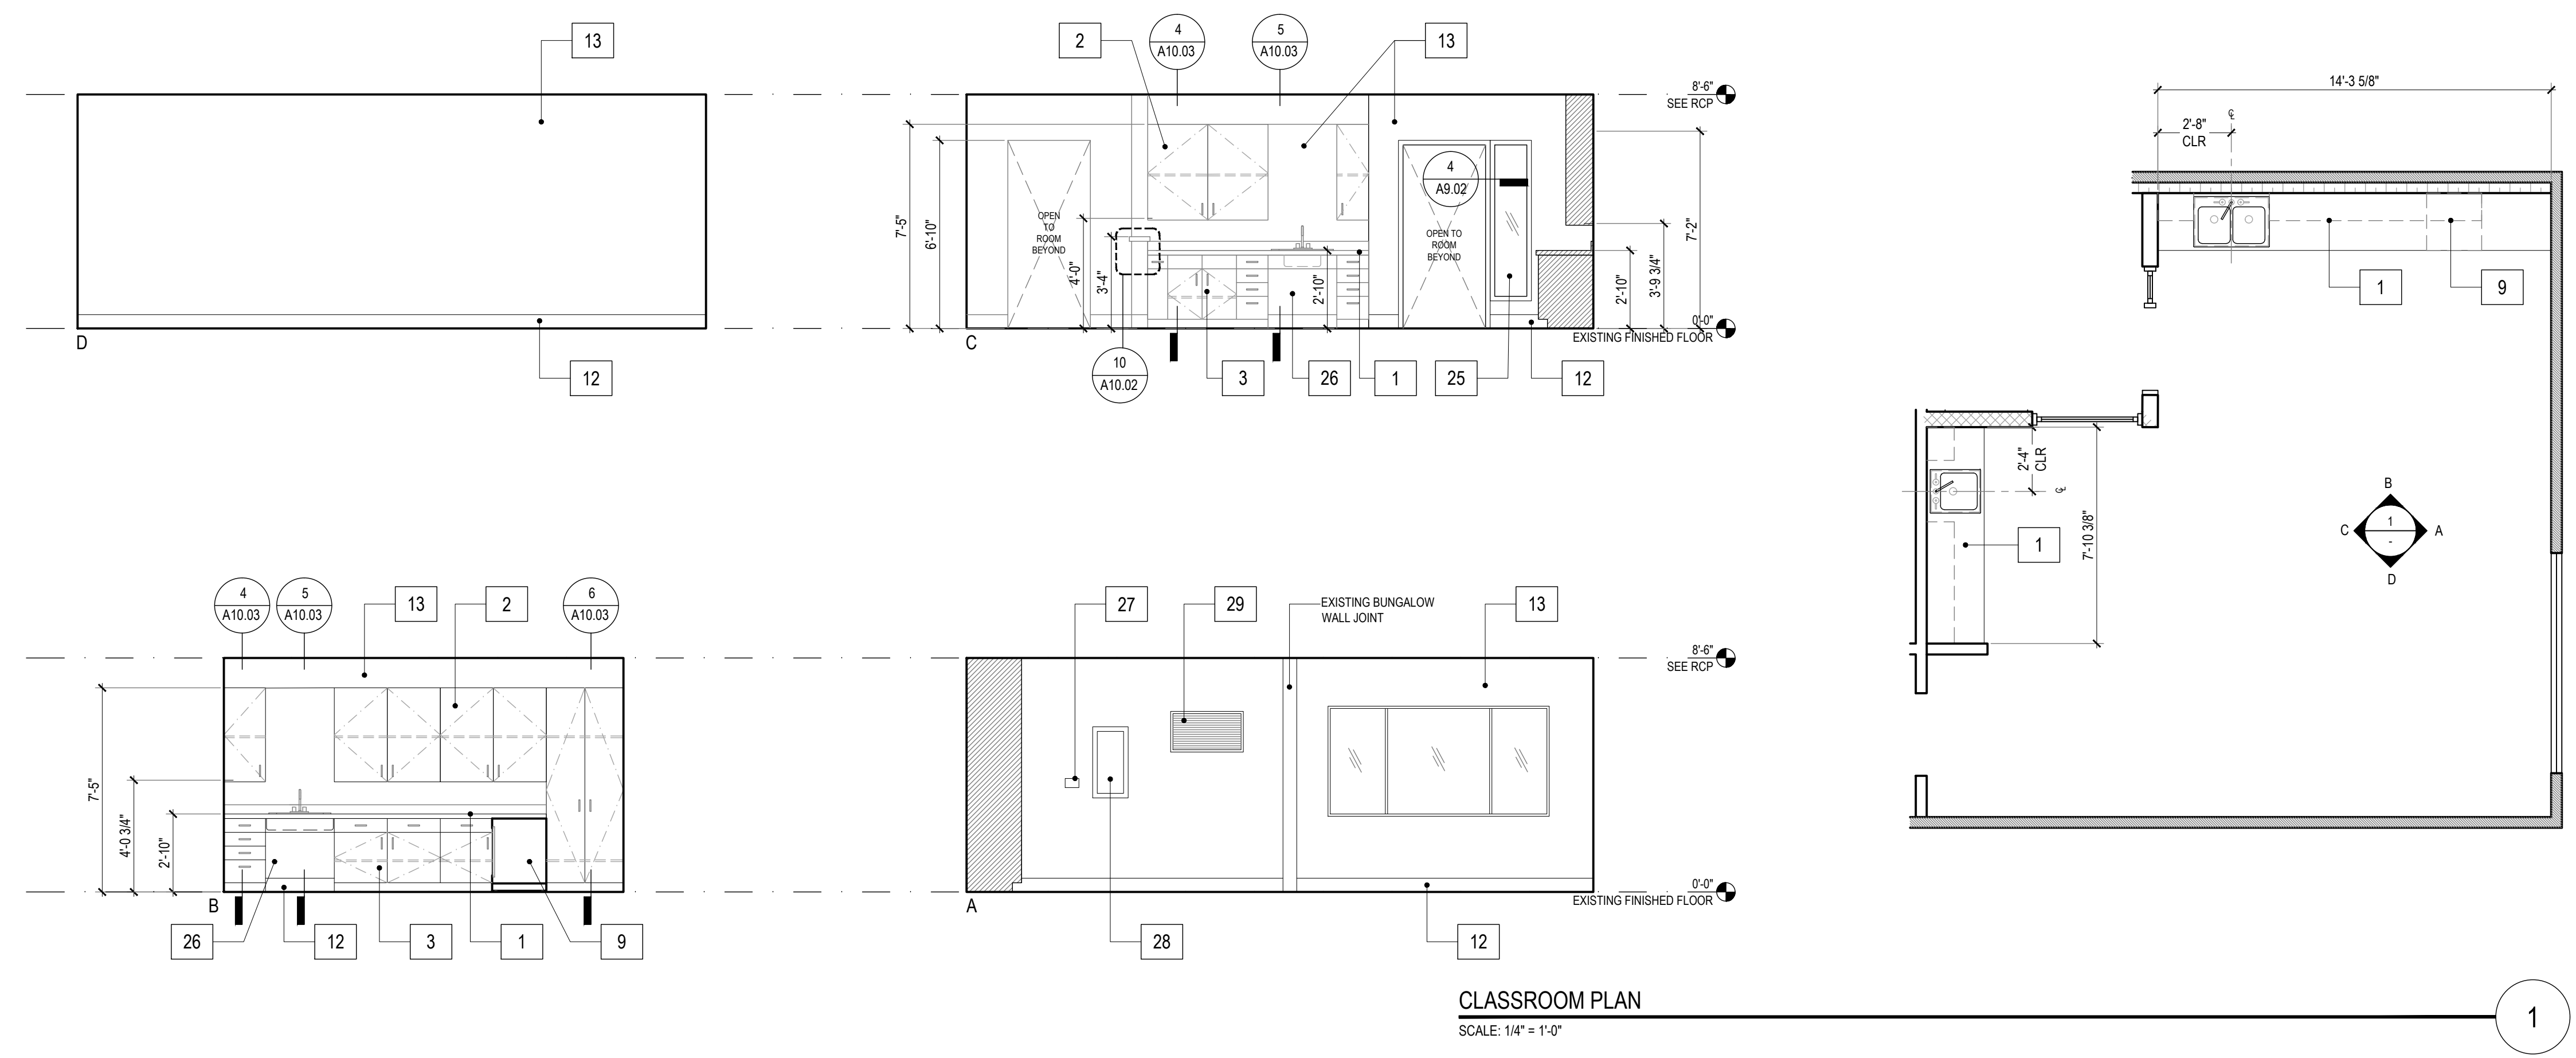 13
D
12
2
4
A10.03
5
A10.03
13
8'-6"
SEE RCP
7'-5"
6'-10"
OPEN
TO
ROOM
BEYOND
4'-0"
3'-4"
2'-10"
4
A9.02
OPEN TO
ROOM
BEYOND
2'-10"
3'-9 3/4"
7'-2"
0'-0"
EXISTING FINISHED FLOOR
C
10
A10.02
3
26
1
25
12
14'-3 5/8"
2'-8"
CLR
℄
1
9
2'-4"
CLR
℄
7'-10 3/8"
1
B
C
1
-
A
D
4
A10.03
5
A10.03
13
2
6
A10.03
7'-5"
4'-0 3/4"
2'-10"
B
26
12
3
1
9
27
29
EXISTING BUNGALOW
WALL JOINT
13
8'-6"
SEE RCP
0'-0"
EXISTING FINISHED FLOOR
A
28
12
CLASSROOM PLAN
SCALE: 1/4" = 1'-0"
1